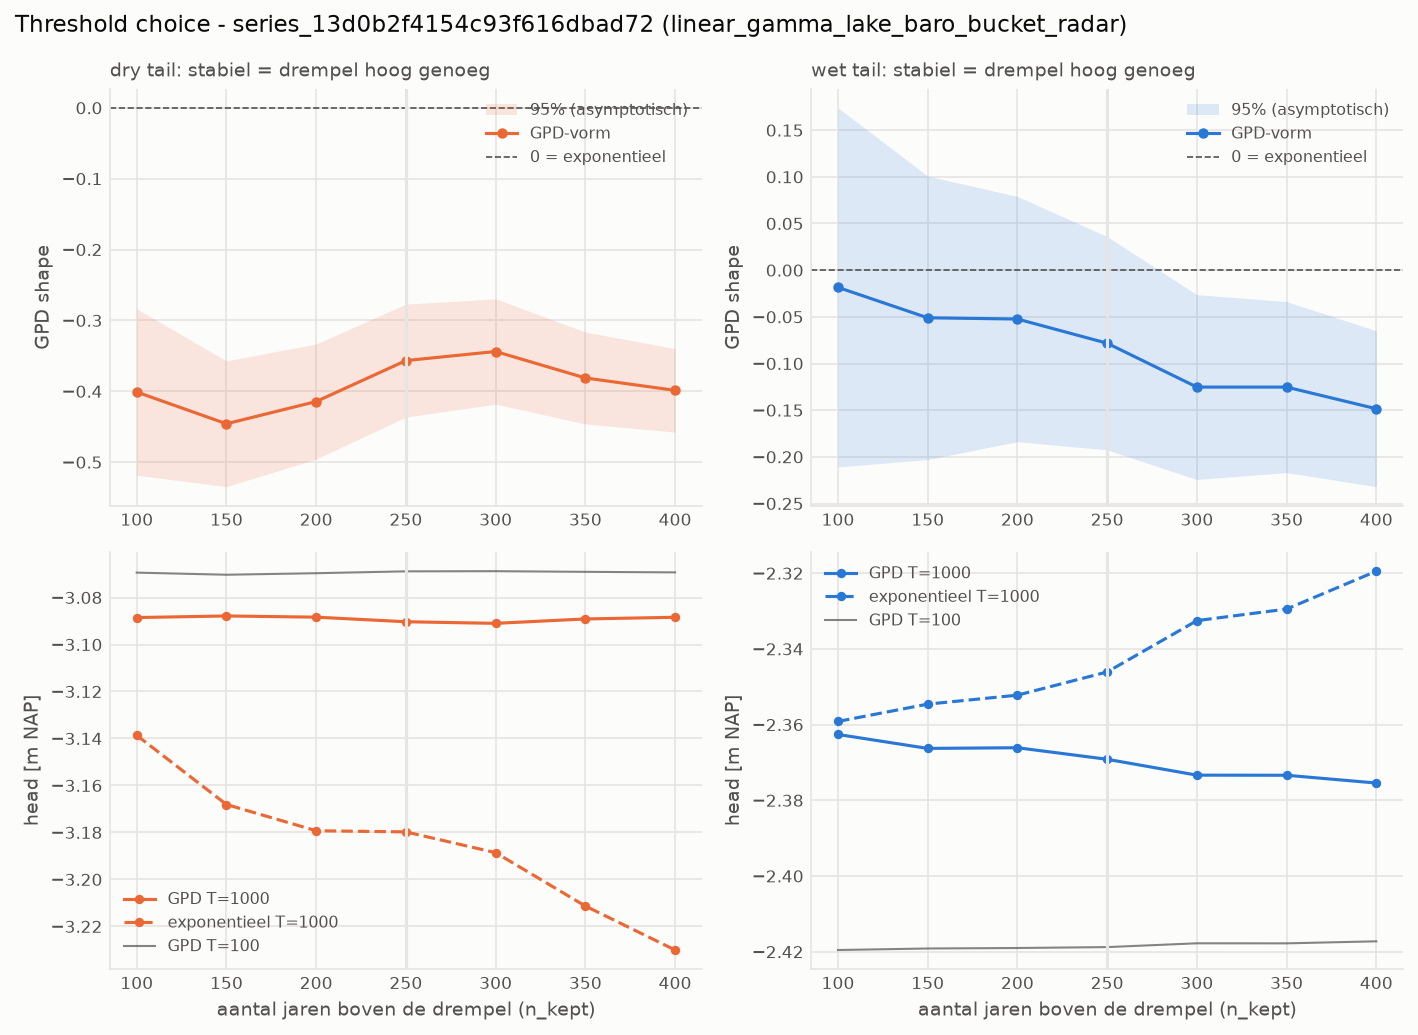 Threshold choice - series_13d0b2f4154c93f616dbad72 (linear_gamma_lake_baro_bucket_radar)
dry tail: stabiel = drempel hoog genoeg
GPD shape
0.0
−0.1
−0.2
−0.3
−0.4
−0.5
95% (asymptotisch)
GPD-vorm
0 = exponentieel
100 150 200 250 300 350 400
wet tail: stabiel = drempel hoog genoeg
GPD shape
0.15
0.10
0.05
0.00
−0.05
−0.10
−0.15
−0.20
−0.25
95% (asymptotisch)
GPD-vorm
0 = exponentieel
100 150 200 250 300 350 400
head [m NAP]
−3.08
−3.10
−3.12
−3.14
−3.16
−3.18
−3.20
−3.22
GPD T=1000
exponentieel T=1000
GPD T=100
100 150 200 250 300 350 400
aantal jaren boven de drempel (n_kept)
head [m NAP]
−2.32
−2.34
−2.36
−2.38
−2.40
−2.42
GPD T=1000
exponentieel T=1000
GPD T=100
100 150 200 250 300 350 400
aantal jaren boven de drempel (n_kept)